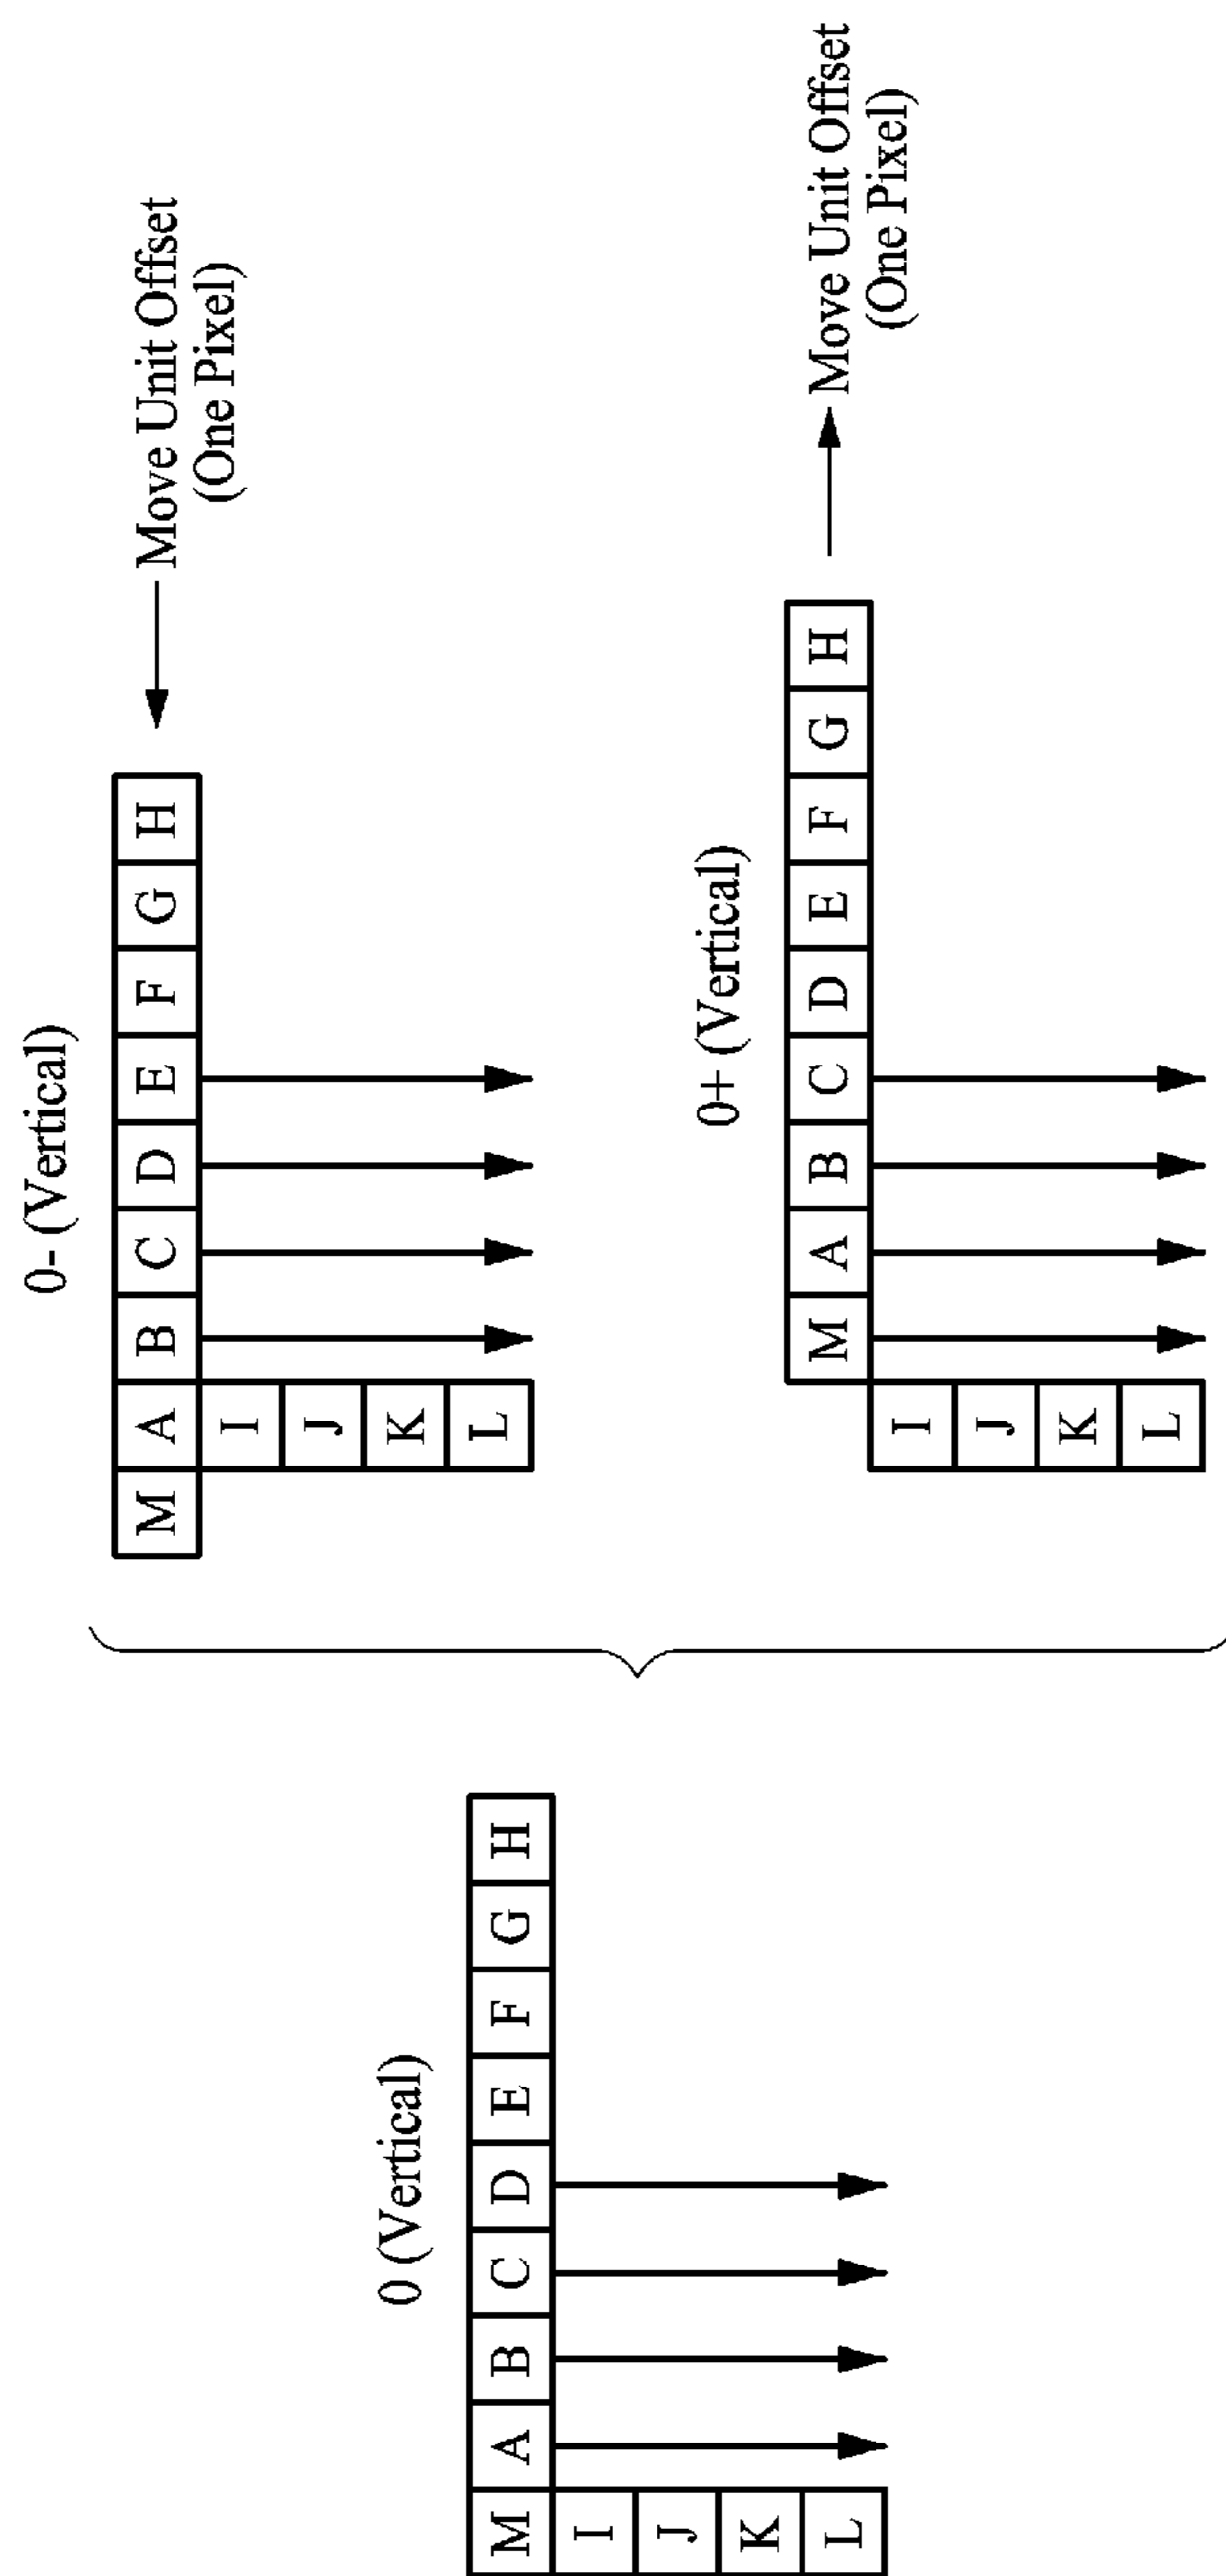 0 (Vertical)
M A B C D E F G H
I
J
K
L
0- (Vertical)
M A B C D E F G H
I
J
K
L
Move Unit Offset
(One Pixel)
0+ (Vertical)
M A B C D E F G H
I
J
K
L
Move Unit Offset
(One Pixel)